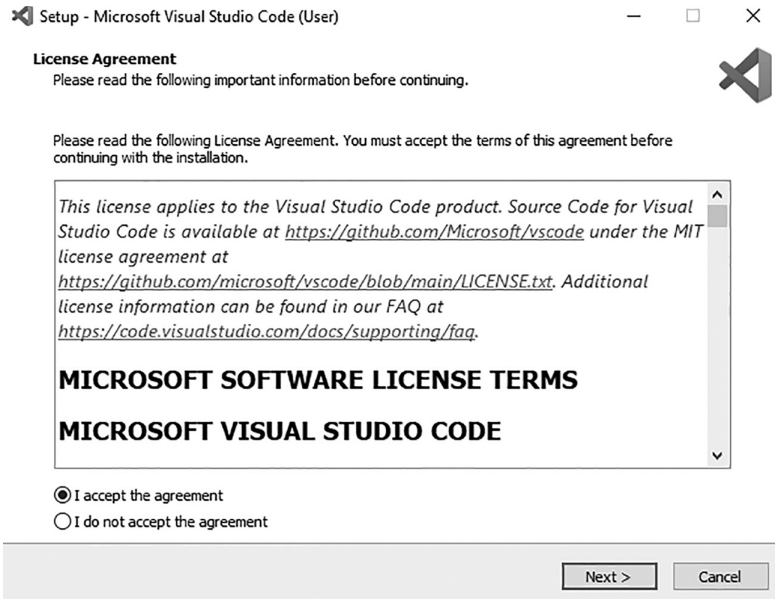 Setup - Microsoft Visual Studio Code (User)
License Agreement
Please read the following important information before continuing.
Please read the following License Agreement. You must accept the terms of this agreement before
continuing with the installation.
This license applies to the Visual Studio Code product. Source Code for Visual
Studio Code is available at https://github.com/Microsoft/vscode under the MIT
license agreement at
https://github.com/microsoft/vscode/blob/main/LICENSE.txt. Additional
license information can be found in our FAQ at
https://code.visualstudio.com/docs/supporting/faq.
MICROSOFT SOFTWARE LICENSE TERMS
MICROSOFT VISUAL STUDIO CODE
I accept the agreement
I do not accept the agreement
Next >
Cancel